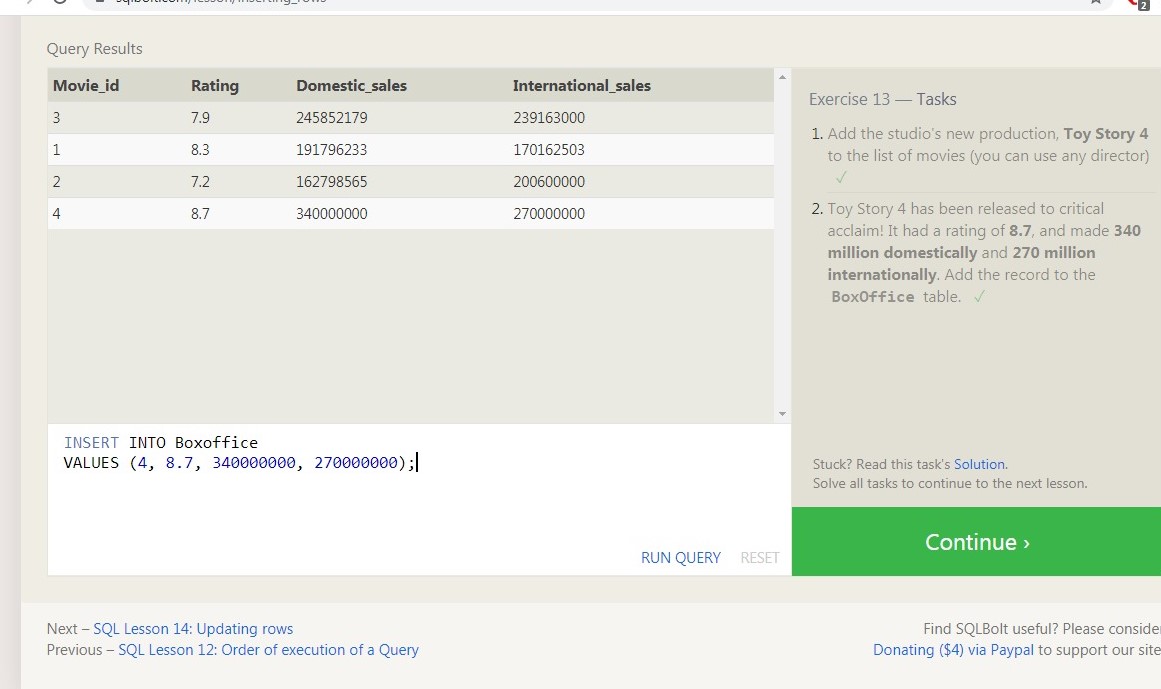 sqlbolt.com/lesson/inserting_rows
2
Query Results
Movie_id Rating Domestic_sales International_sales
3 7.9 245852179 239163000
1 8.3 191796233 170162503
2 7.2 162798565 200600000
4 8.7 340000000 270000000
INSERT INTO Boxoffice
VALUES (4, 8.7, 340000000, 270000000);
RUN QUERY RESET
Exercise 13 — Tasks
1. Add the studio's new production, Toy Story 4
to the list of movies (you can use any director)
✓
2. Toy Story 4 has been released to critical
acclaim! It had a rating of 8.7, and made 340
million domestically and 270 million
internationally. Add the record to the
BoxOffice table. ✓
Stuck? Read this task's Solution.
Solve all tasks to continue to the next lesson.
Continue ›
Next – SQL Lesson 14: Updating rows
Previous – SQL Lesson 12: Order of execution of a Query
Find SQLBolt useful? Please conside
Donating ($4) via Paypal to support our site